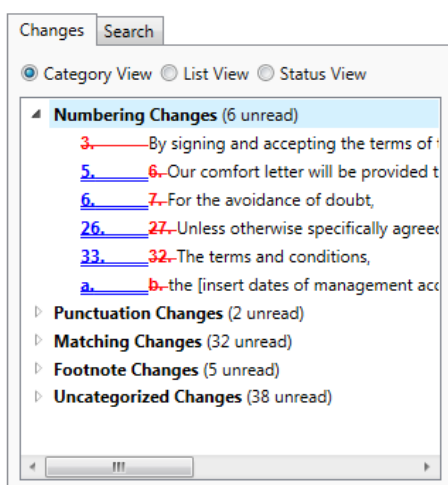 Changes Search
Category View List View Status View
Numbering Changes (6 unread)
3. By signing and accepting the terms of
5. 6. Our comfort letter will be provided t
6. 7. For the avoidance of doubt,
26. 27. Unless otherwise specifically agreed
33. 32. The terms and conditions,
a. b. the [insert dates of management acc
Punctuation Changes (2 unread)
Matching Changes (32 unread)
Footnote Changes (5 unread)
Uncategorized Changes (38 unread)